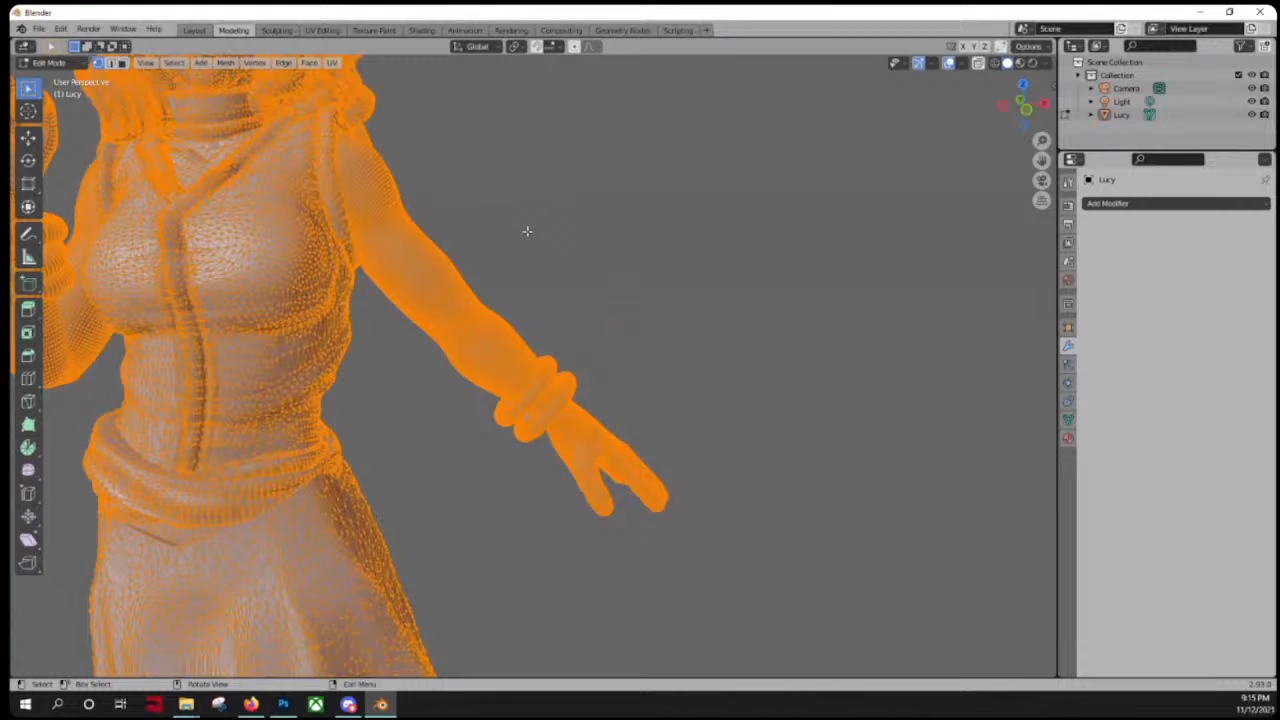 Blender
File Edit Render Window Help Layout Modeling Sculpting UV Editing Texture Paint Shading Animation Rendering Compositing Geometry Nodes Scripting + Scene View Layer
Global X Y Z Options
Edit Mode View Select Add Mesh Vertex Edge Face UV
User Perspective
(1) Lucy
Scene Collection
Collection
Camera
Light
Lucy
Lucy
Add Modifier
Select Box Select Rotate View Call Menu 2.93.0
9:15 PM
11/12/2021